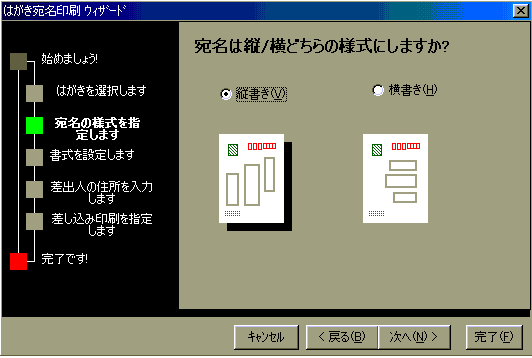 はがき宛名印刷 ウィザード
始めましょう!
はがきを選択します
宛名の様式を指
定します
書式を設定します
差出人の住所を入力
します
差し込み印刷を指定
します
完了です!
宛名は縦/横どちらの様式にしますか?
縦書き(V)
横書き(H)
キャンセル
< 戻る(B)
次へ(N) >
完了(F)